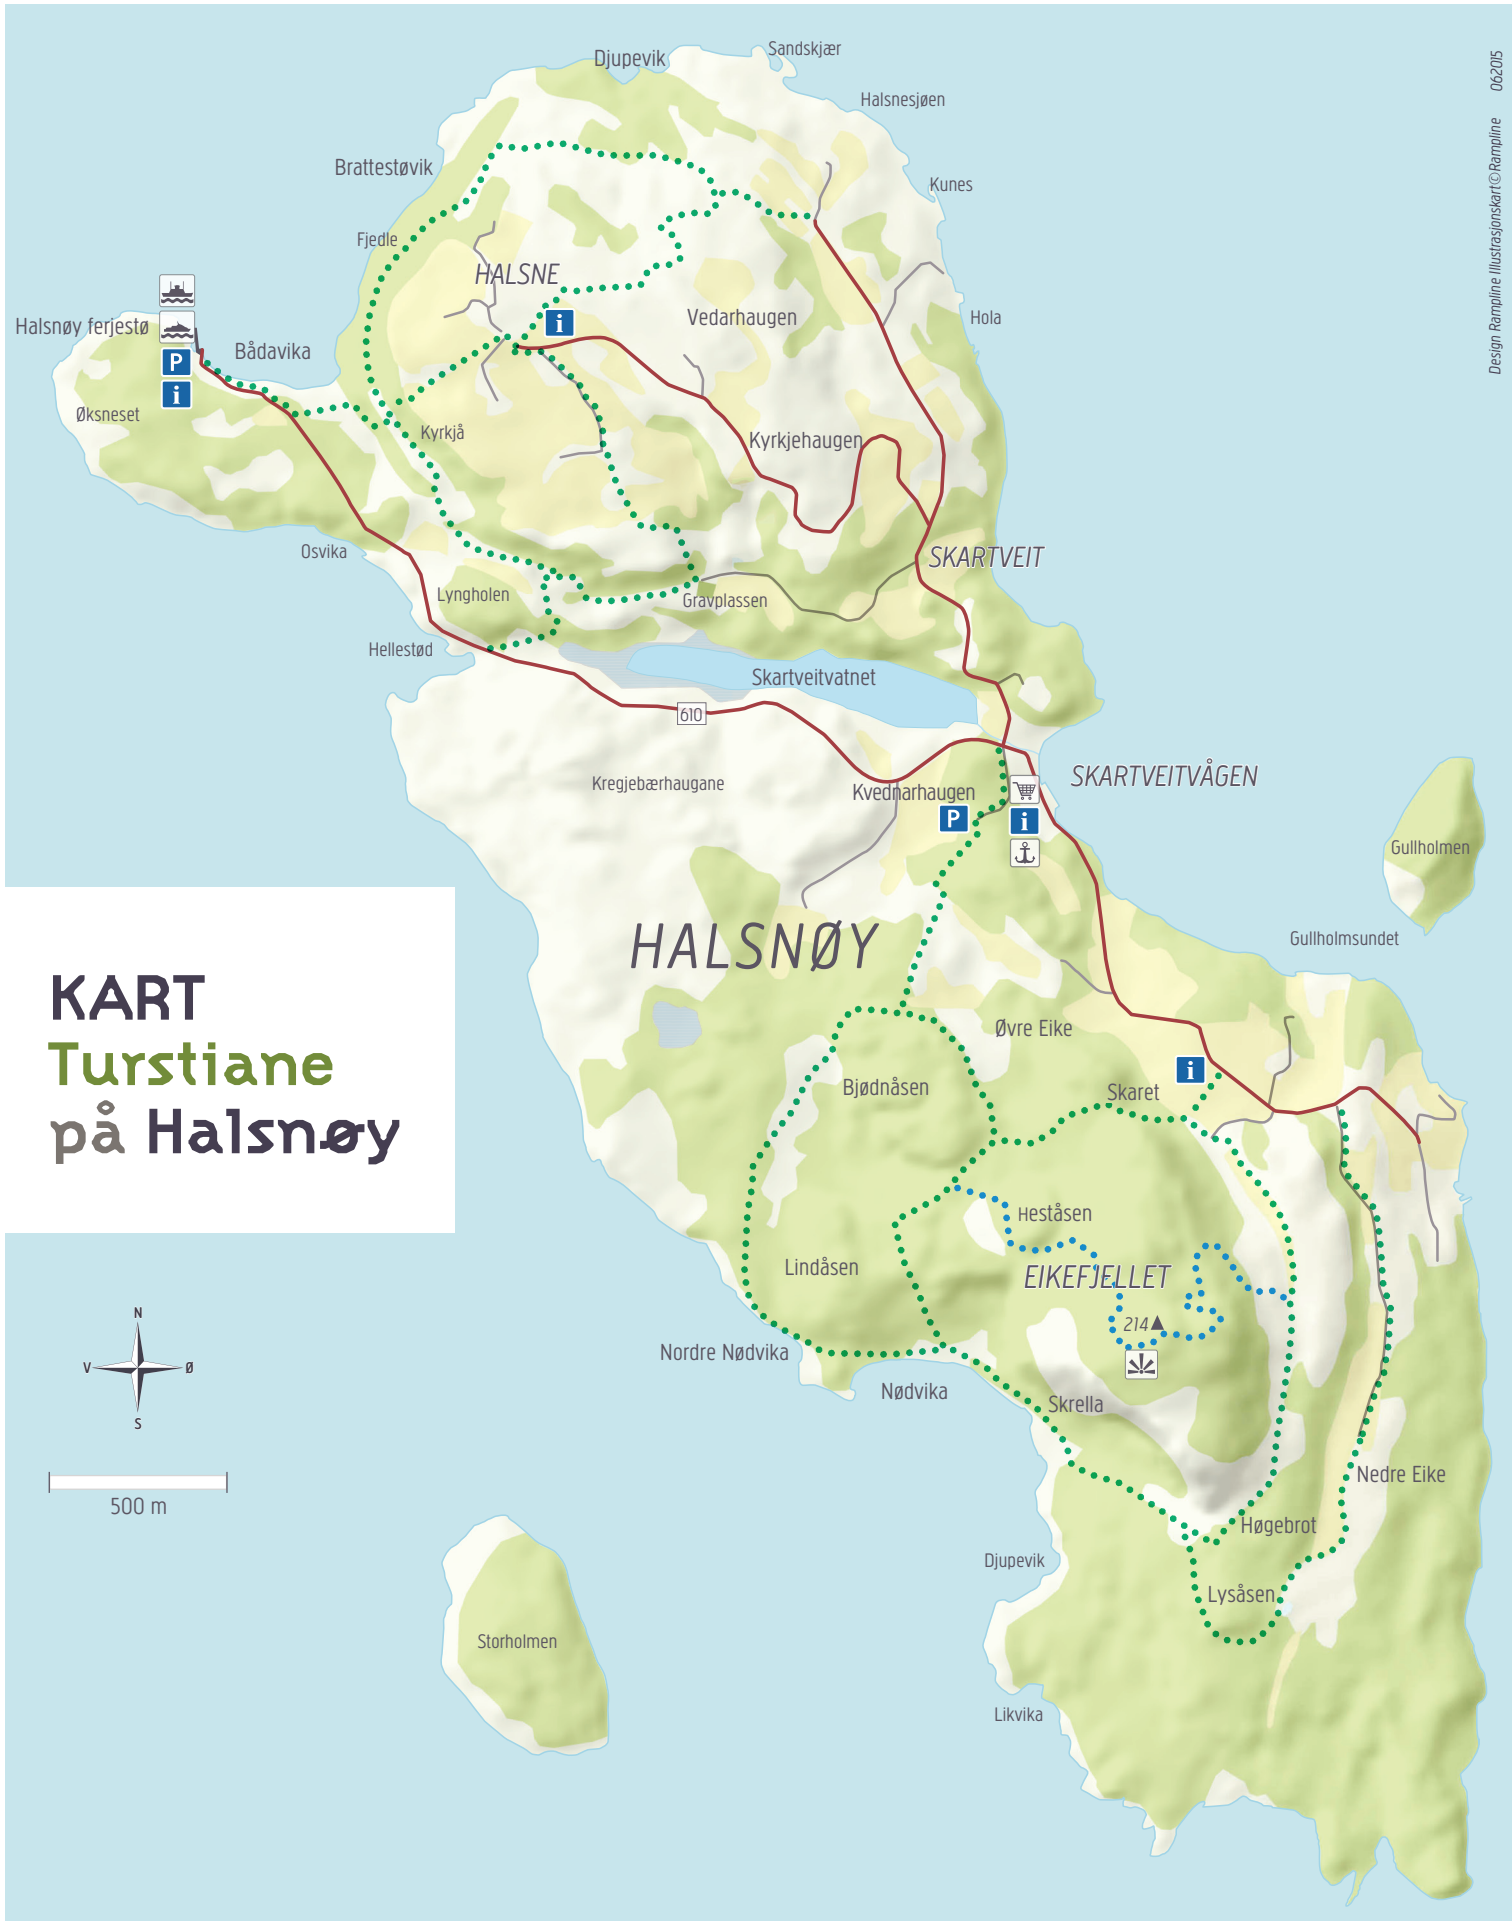 Djupevik
Sandskjær
Halsnesjøen
Design Rampline Illustrasjonskart©Rampline 062015
Brattestøvik
Kunes
Fjedle
HALSNE
Halsnøy ferjestø
Vedarhaugen
Hola
i
P
i
Bådavika
Øksneset
Kyrkjå
Kyrkjehaugen
Osvika
SKARTVEIT
Lyngholen
Gravplassen
Hellestød
Skartveitvatnet
610
Kregjebærhaugane
SKARTVEITVÅGEN
Kvednarhaugen
P
i
Gullholmen
HALSNØY
Gullholmsundet
KART
Turstiane
på Halsnøy
Øvre Eike
i
Bjødnåsen
Skaret
Heståsen
Lindåsen
EIKEFJELLET
214
N
V
Ø
S
Nordre Nødvika
Nødvika
Skrella
500 m
Nedre Eike
Høgebrot
Djupevik
Lysåsen
Storholmen
Likvika